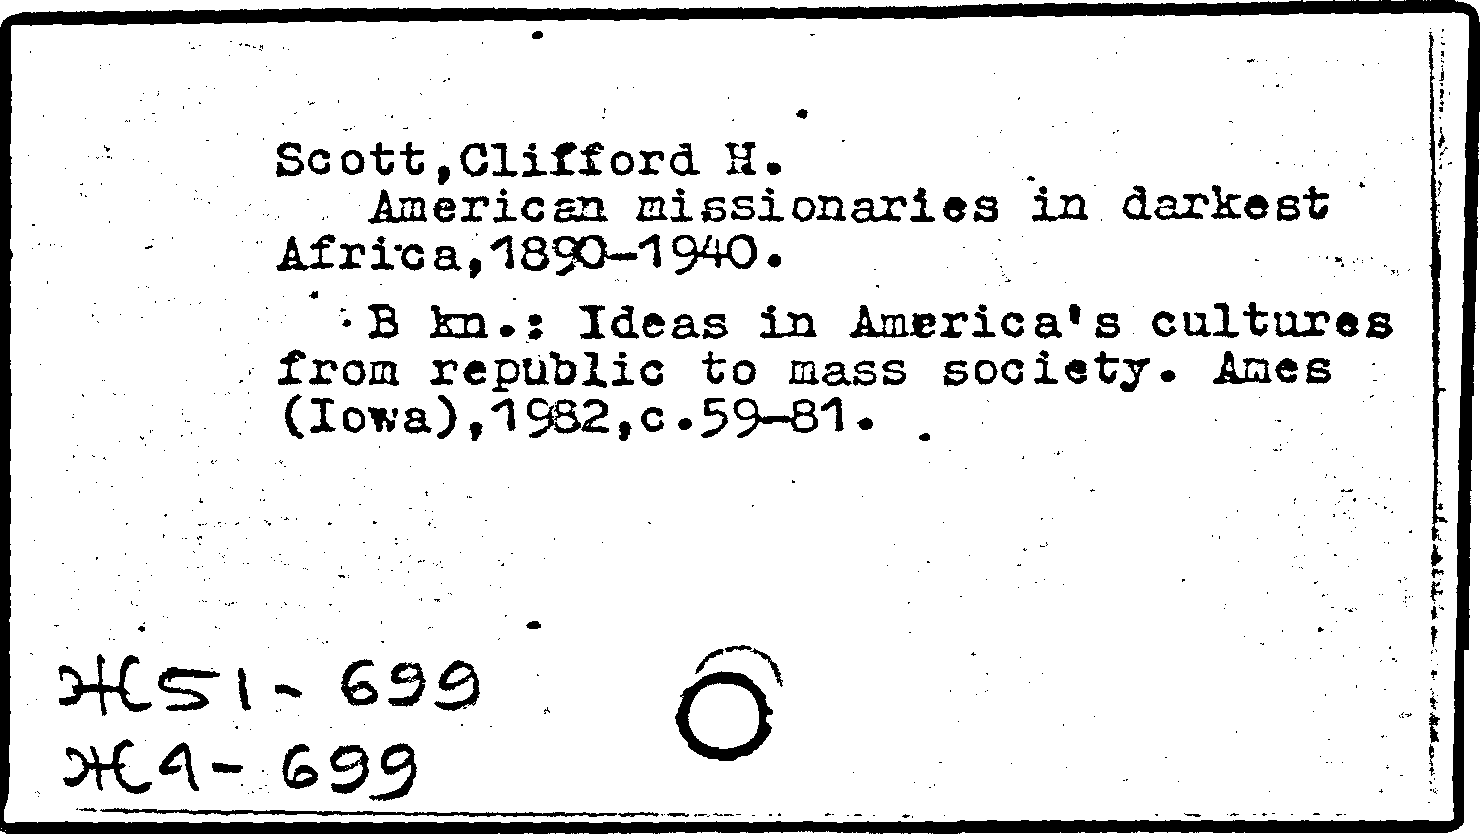 Scott,Clifford H.
American missionaries in darkest
Africa,1890-1940.
B kn.: Ideas in America's cultures
from republic to mass society. Ames
(Iowa),1982,c.59-81.
Ж51-699
Ж4-699